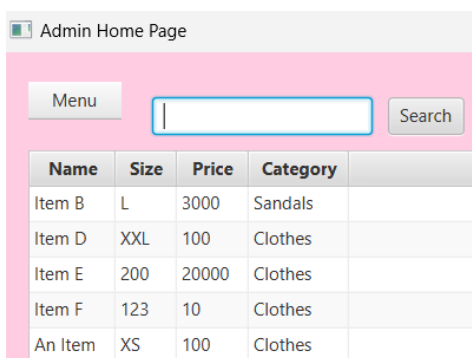 Admin Home Page
Menu
Search
Name Size Price Category
Item B L 3000 Sandals
Item D XXL 100 Clothes
Item E 200 20000 Clothes
Item F 123 10 Clothes
An Item XS 100 Clothes